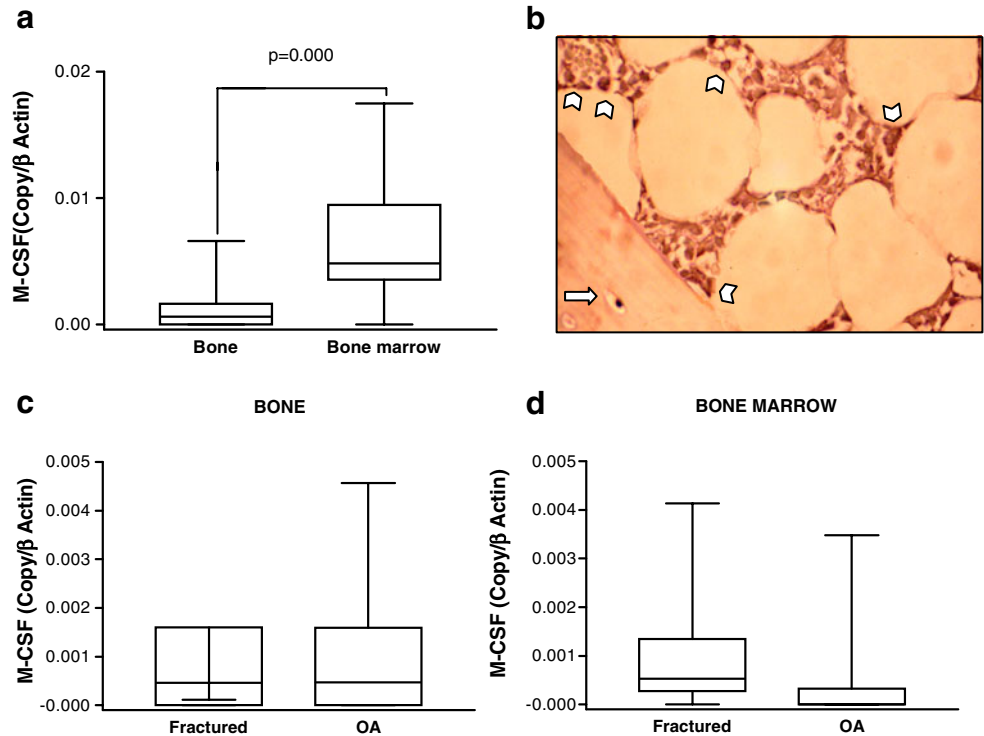 a
p=0.000
M-CSF(Copy/β Actin)
0.02
0.01
0.00
Bone Bone marrow
b
c
BONE
M-CSF (Copy/β Actin)
0.005
0.004
0.003
0.002
0.001
-0.000
Fractured OA
d
BONE MARROW
M-CSF (Copy/β Actin)
0.005
0.004
0.003
0.002
0.001
-0.000
Fractured OA